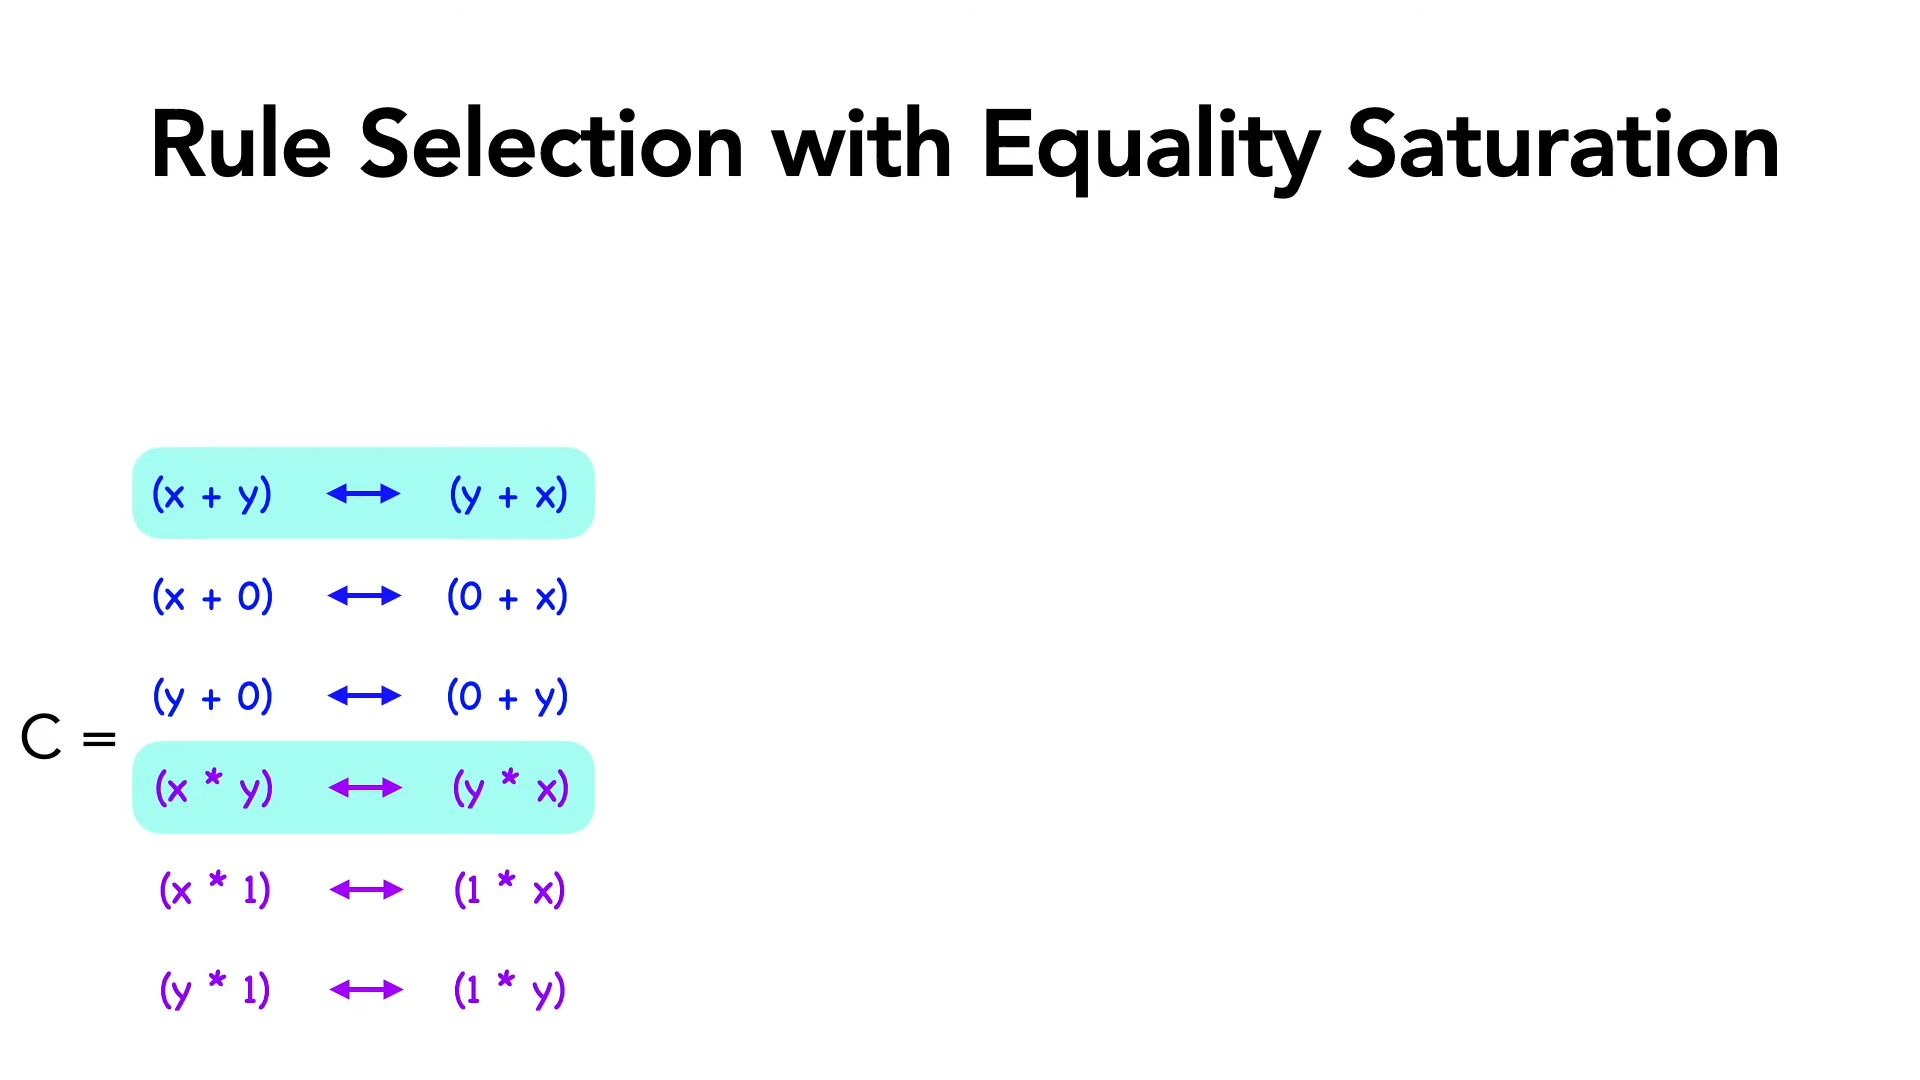 Rule Selection with Equality Saturation
(x + y) ↔ (y + x)
(x + 0) ↔ (0 + x)
(y + 0) ↔ (0 + y)
C =
(x * y) ↔ (y * x)
(x * 1) ↔ (1 * x)
(y * 1) ↔ (1 * y)